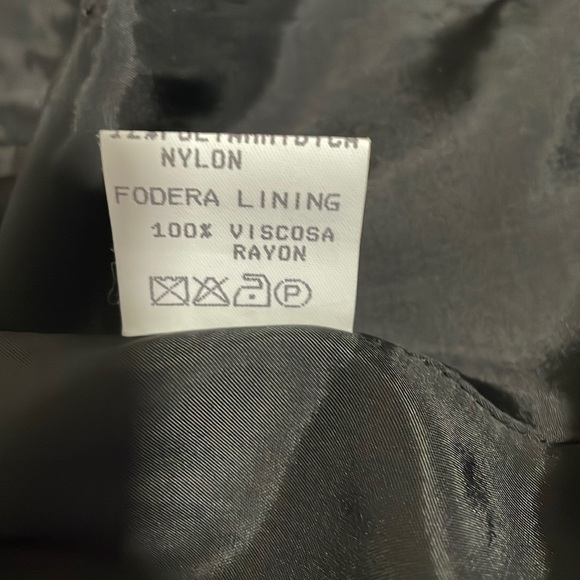 NYLON
FODERA LINING
100% VISCOSA
RAYON
P